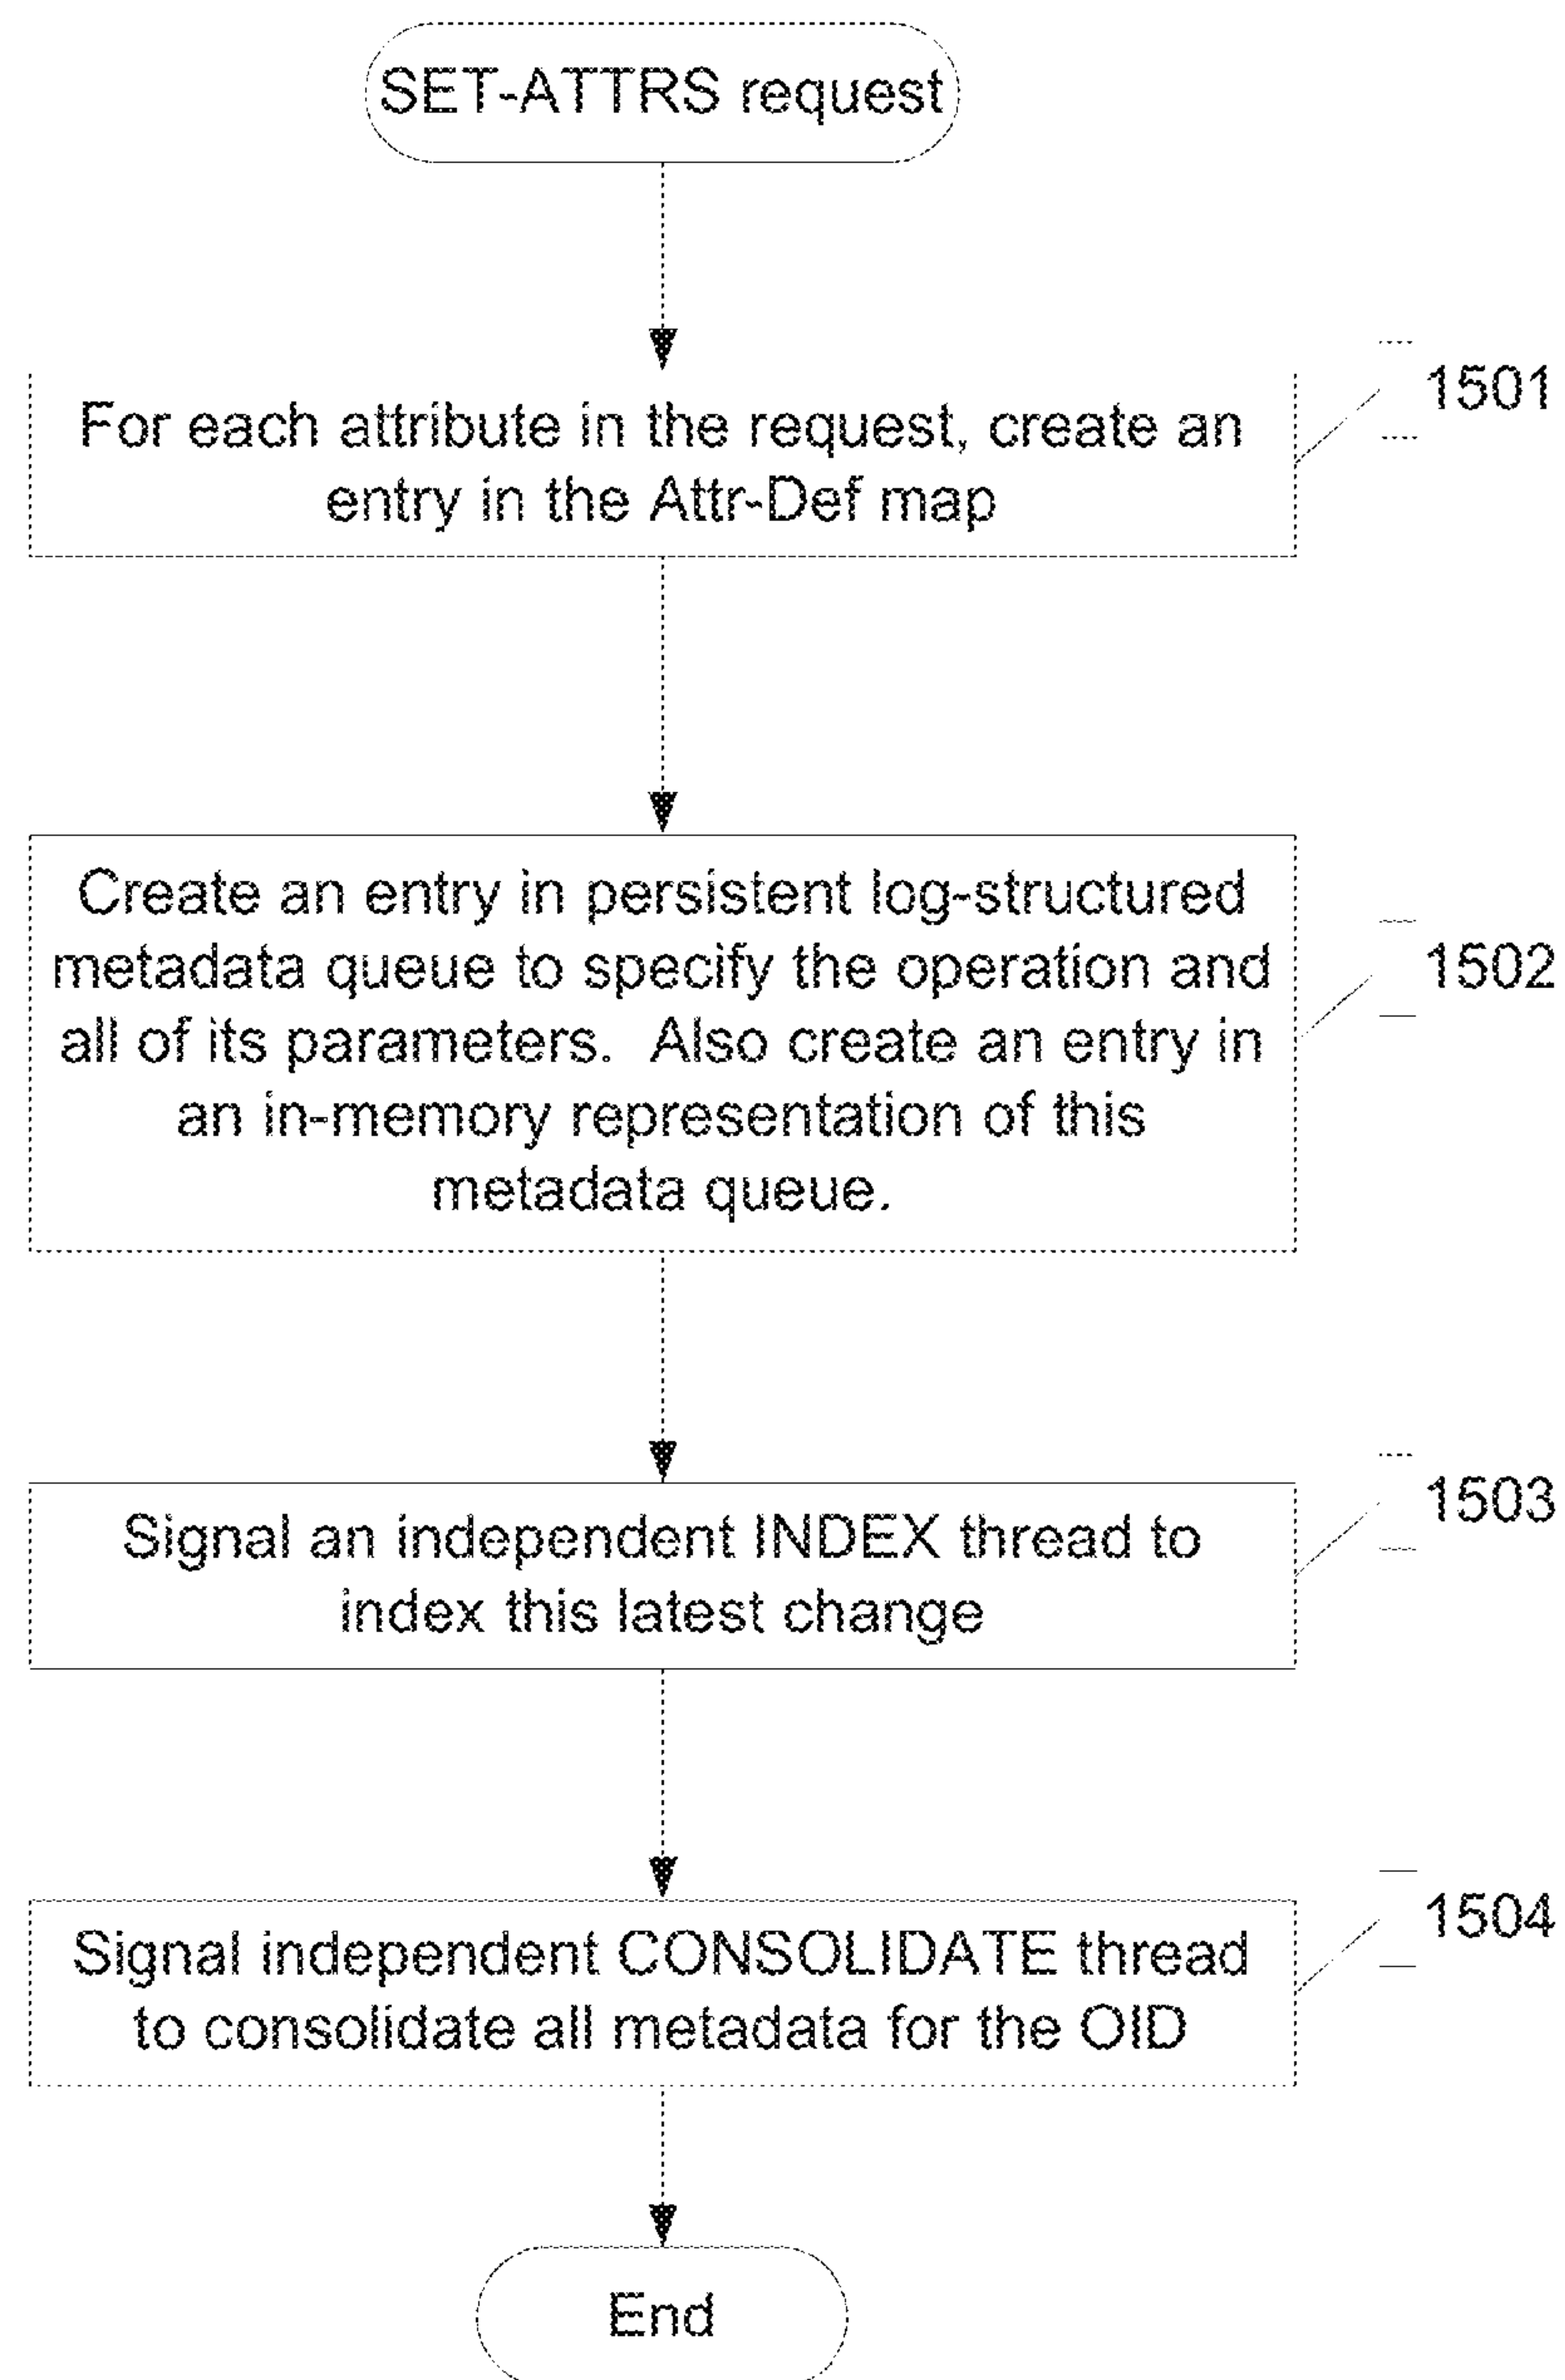 SET-ATTRS request
For each attribute in the request, create an
entry in the Attr-Def map
1501
Create an entry in persistent log-structured
metadata queue to specify the operation and
all of its parameters.  Also create an entry in
an in-memory representation of this
metadata queue.
1502
Signal an independent INDEX thread to
index this latest change
1503
Signal independent CONSOLIDATE thread
to consolidate all metadata for the OID
1504
End